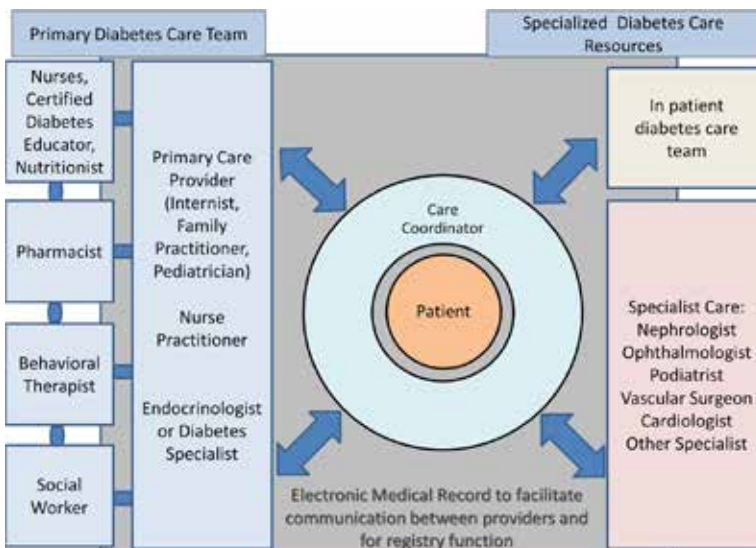 Primary Diabetes Care Team
Specialized Diabetes Care
Resources
Nurses,
Certified
Diabetes
Educator,
Nutritionist
Pharmacist
Behavioral
Therapist
Social
Worker
Primary Care
Provider
(Internist,
Family
Practitioner,
Pediatrician)
Nurse
Practitioner
Endocrinologist
or Diabetes
Specialist
Care
Coordinator
Patient
In patient
diabetes care
team
Specialist Care:
Nephrologist
Ophthalmologist
Podiatrist
Vascular Surgeon
Cardiologist
Other Specialist
Electronic Medical Record to facilitate
communication between providers and
for registry function